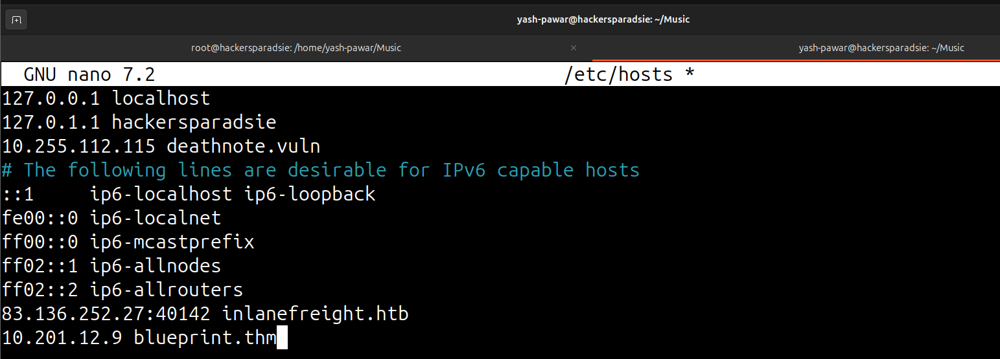 yash-pawar@hackersparadsie: ~/Music
root@hackersparadsie: /home/yash-pawar/Music × yash-pawar@hackersparadsie: ~/Music
GNU nano 7.2 /etc/hosts *
127.0.0.1 localhost
127.0.1.1 hackersparadsie
10.255.112.115 deathnote.vuln
# The following lines are desirable for IPv6 capable hosts
::1     ip6-localhost ip6-loopback
fe00::0 ip6-localnet
ff00::0 ip6-mcastprefix
ff02::1 ip6-allnodes
ff02::2 ip6-allrouters
83.136.252.27:40142 inlanefreight.htb
10.201.12.9 blueprint.thm